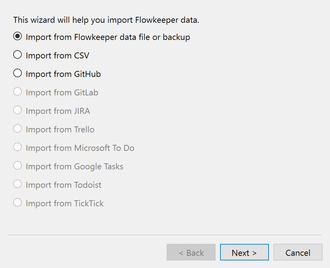 This wizard will help you import Flowkeeper data.
Import from Flowkeeper data file or backup
Import from CSV
Import from GitHub
Import from GitLab
Import from JIRA
Import from Trello
Import from Microsoft To Do
Import from Google Tasks
Import from Todoist
Import from TickTick
< Back Next > Cancel